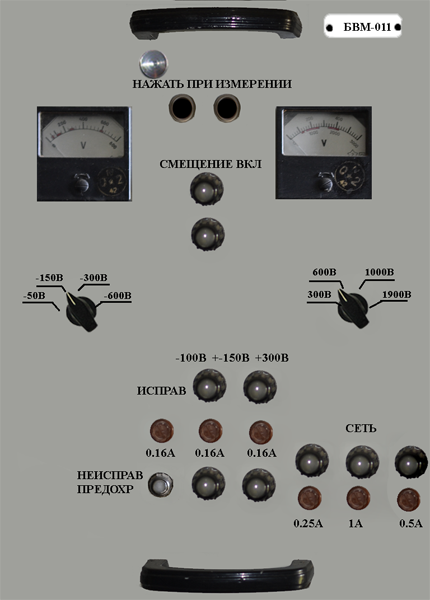 БВМ-011
НАЖАТЬ ПРИ ИЗМЕРЕНИИ
V
V
СМЕЩЕНИЕ ВКЛ
-150В -300В
-50В -600В
600В 1000В
300В 1900В
-100В +-150В +300В
ИСПРАВ
0.16А 0.16А 0.16А
СЕТЬ
НЕИСПРАВ
ПРЕДОХР
0.25А 1А 0.5А